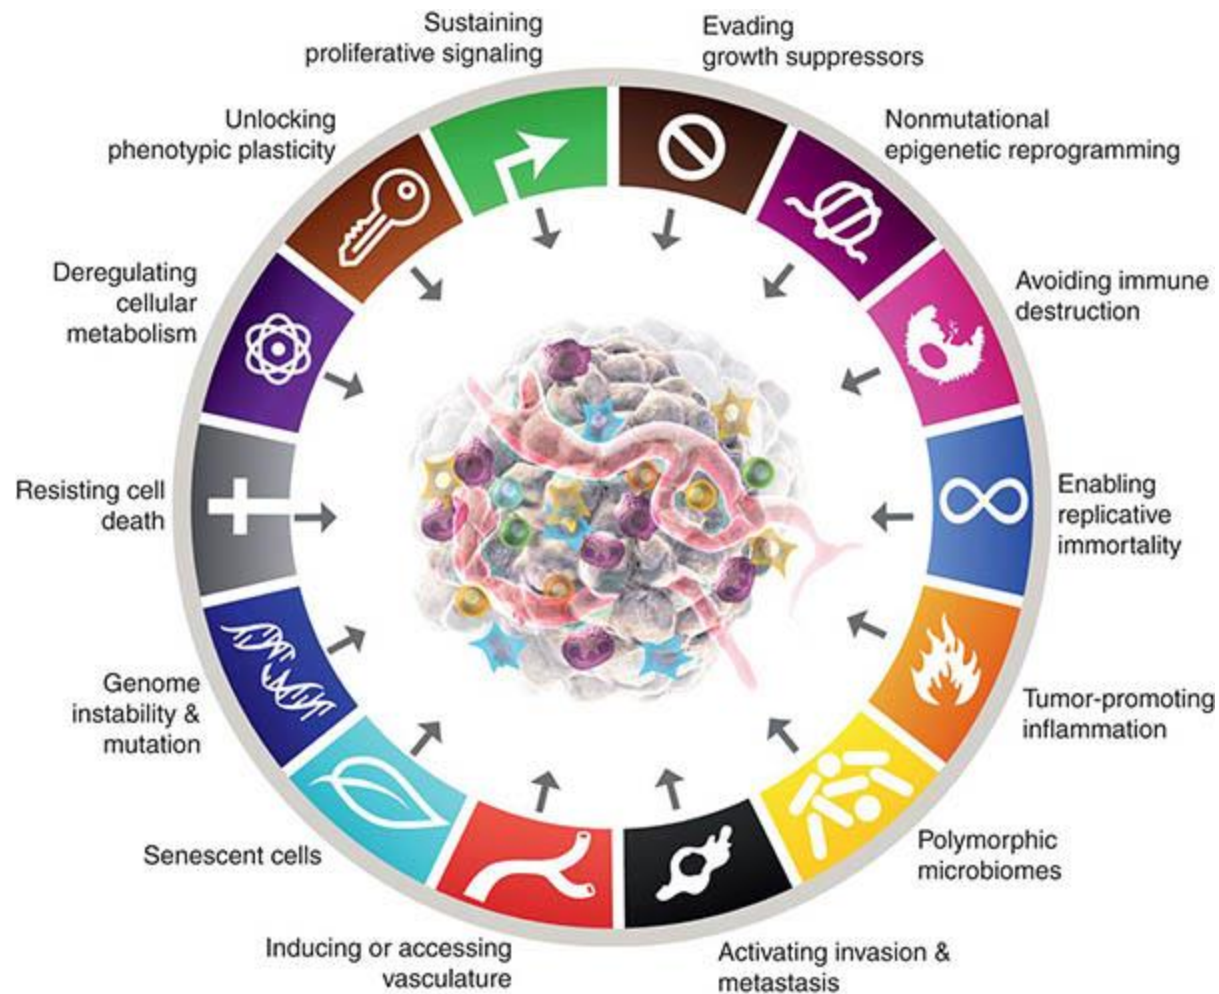 Sustaining
proliferative signaling
Evading
growth suppressors
Nonmutational
epigenetic reprogramming
Avoiding immune
destruction
Enabling
replicative
immortality
Tumor-promoting
inflammation
Polymorphic
microbiomes
Activating invasion &
metastasis
Inducing or accessing
vasculature
Senescent cells
Genome
instability &
mutation
Resisting cell
death
Deregulating
cellular
metabolism
Unlocking
phenotypic plasticity